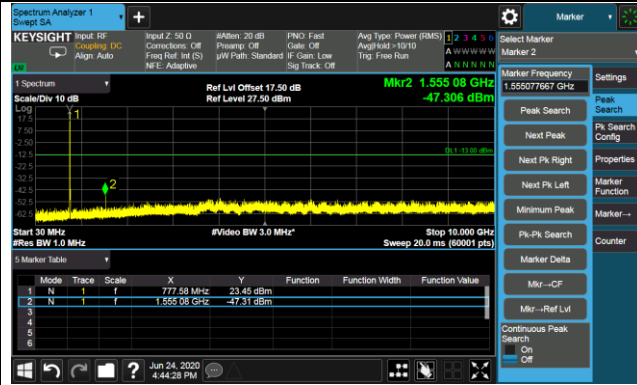 Spectrum Analyzer 1
Swept SA
Marker
KEYSIGHT
Input: RF
Coupling: DC
Align: Auto
Input Z: 50 Ω
Corrections: Off
Freq Ref: Int (S)
NFE: Adaptive
#Atten: 20 dB
Preamp: Off
µW Path: Standard
PNO: Fast
Gate: Off
IF Gain: Low
Sig Track: Off
Avg Type: Power (RMS)
Avg|Hold:>10/10
Trig: Free Run
1 2 3 4 5 6
A W W W W W
A N N N N N
Select Marker
Marker 2
1 Spectrum
Scale/Div 10 dB
Log
Ref Lvl Offset 17.50 dB
Ref Level 27.50 dBm
Mkr2 1.555 08 GHz
-47.306 dBm
17.5
7.50
-2.50
-12.5
-22.5
-32.5
-42.5
-52.5
-62.5
1
2
DL1 -13.00 dBm
Start 30 MHz
#Res BW 1.0 MHz
#Video BW 3.0 MHz*
Stop 10.000 GHz
Sweep 20.0 ms (60001 pts)
5 Marker Table
Mode Trace Scale X Y Function Function Width Function Value
1 N 1 f 777.58 MHz 23.45 dBm
2 N 1 f 1.555 08 GHz -47.31 dBm
3
4
5
6
Jun 24, 2020
4:44:28 PM
Marker Frequency
1.555077667 GHz
Peak Search
Next Peak
Next Pk Right
Next Pk Left
Minimum Peak
Pk-Pk Search
Marker Delta
Mkr→CF
Mkr→Ref Lvl
Continuous Peak
Search
On
Off
Settings
Peak
Search
Pk Search
Config
Properties
Marker
Function
Marker→
Counter